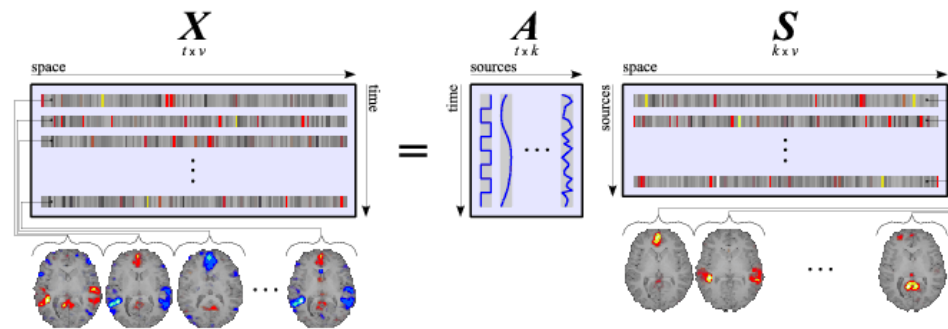 X
t x v
space
time
=
A
t x k
sources
time
S
k x v
space
sources